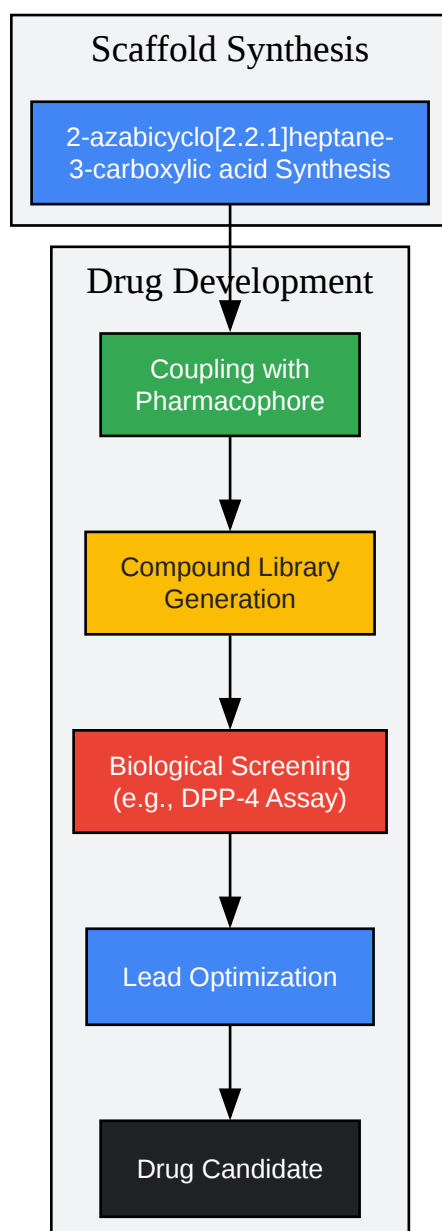 Scaffold Synthesis
2-azabicyclo[2.2.1]heptane-
3-carboxylic acid Synthesis
Drug Development
Coupling with
Pharmacophore
Compound Library
Generation
Biological Screening
(e.g., DPP-4 Assay)
Lead Optimization
Drug Candidate